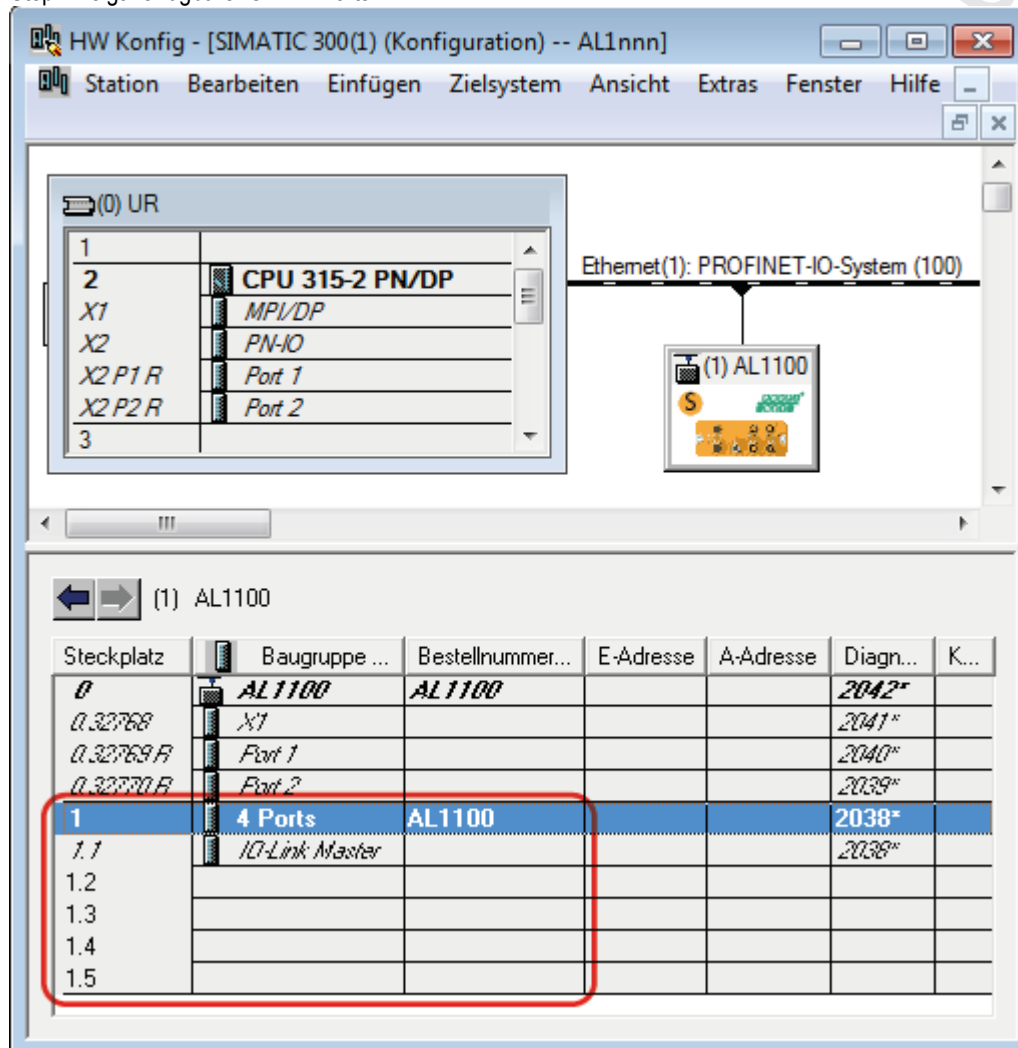 HW Konfig - [SIMATIC 300(1) (Konfiguration) -- AL1nnn]
Station Bearbeiten Einfügen Zielsystem Ansicht Extras Fenster Hilfe
(0) UR
1
2 CPU 315-2 PN/DP
X1 MPI/DP
X2 PN-IO
X2 P1 R Port 1
X2 P2 R Port 2
3
Ethernet(1): PROFINET-IO-System (100)
(1) AL1100
S
(1) AL1100
Steckplatz Baugruppe ... Bestellnummer... E-Adresse A-Adresse Diagn... K...
0 AL1100 AL1100 2042*
0.32768 X1 2041*
0.32769 R Port 1 2040*
0.32770 R Port 2 2039*
1 4 Ports AL1100 2038*
1.1 IO-Link Master 2038*
1.2
1.3
1.4
1.5